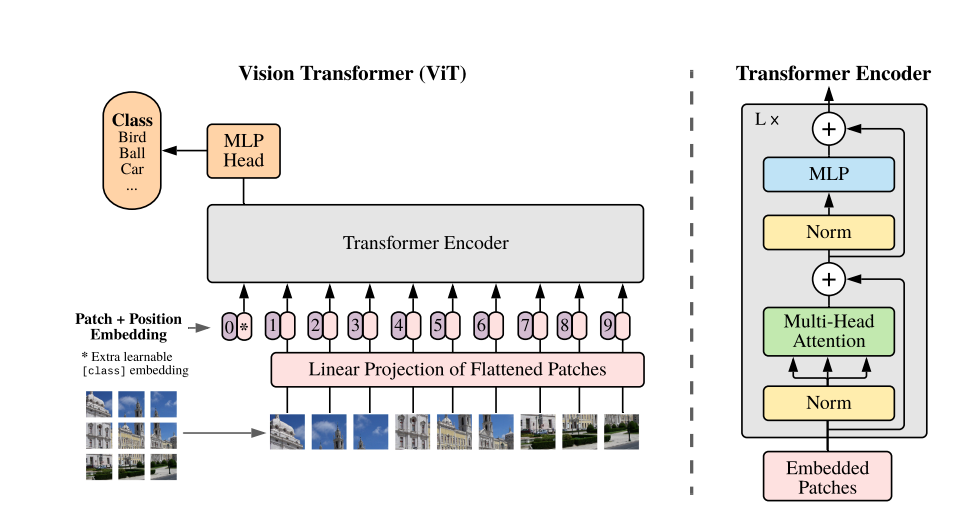 Vision Transformer (ViT)
Class
Bird
Ball
Car
...
MLP
Head
Transformer Encoder
0 * 1 2 3 4 5 6 7 8 9
Patch + Position
Embedding
* Extra learnable
[class] embedding
Linear Projection of Flattened Patches
Transformer Encoder
L ×
+
MLP
Norm
+
Multi-Head
Attention
Norm
Embedded
Patches